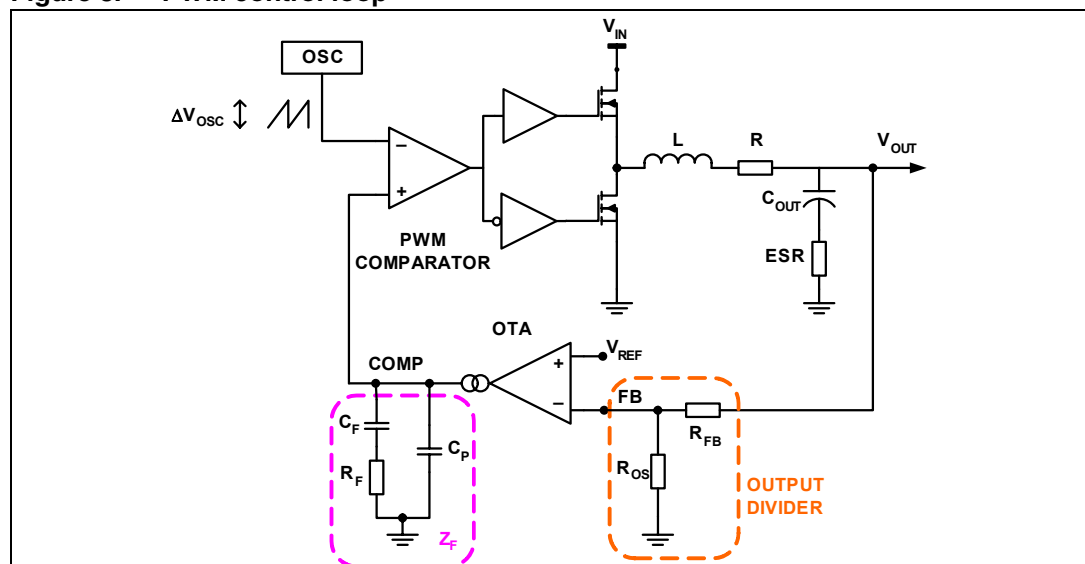 PWM control loop
OSC
V_IN
ΔV_OSC
L
R
V_OUT
C_OUT
ESR
PWM
COMPARATOR
OTA
V_REF
COMP
FB
C_F
C_P
R_F
R_FB
R_OS
OUTPUT
DIVIDER
Z_F